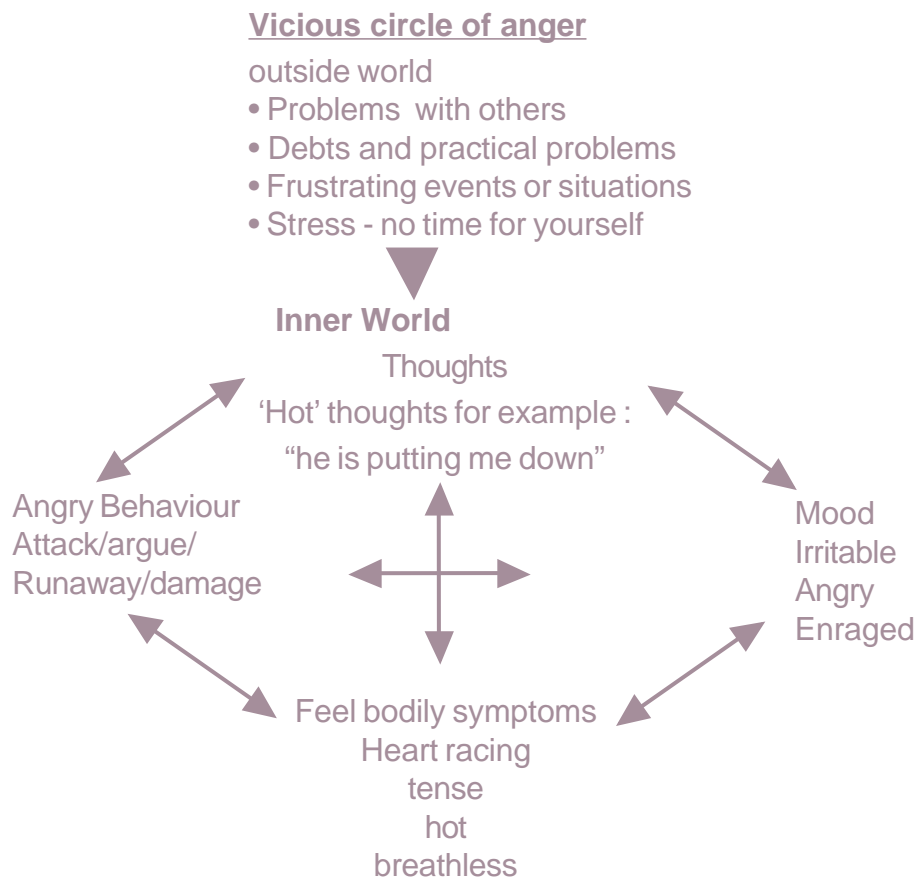 Vicious circle of anger
outside world
• Problems with others
• Debts and practical problems
• Frustrating events or situations
• Stress - no time for yourself
Inner World
Thoughts
‘Hot’ thoughts for example :
“he is putting me down”
Angry Behaviour
Attack/argue/
Runaway/damage
Mood
Irritable
Angry
Enraged
Feel bodily symptoms
Heart racing
tense
hot
breathless